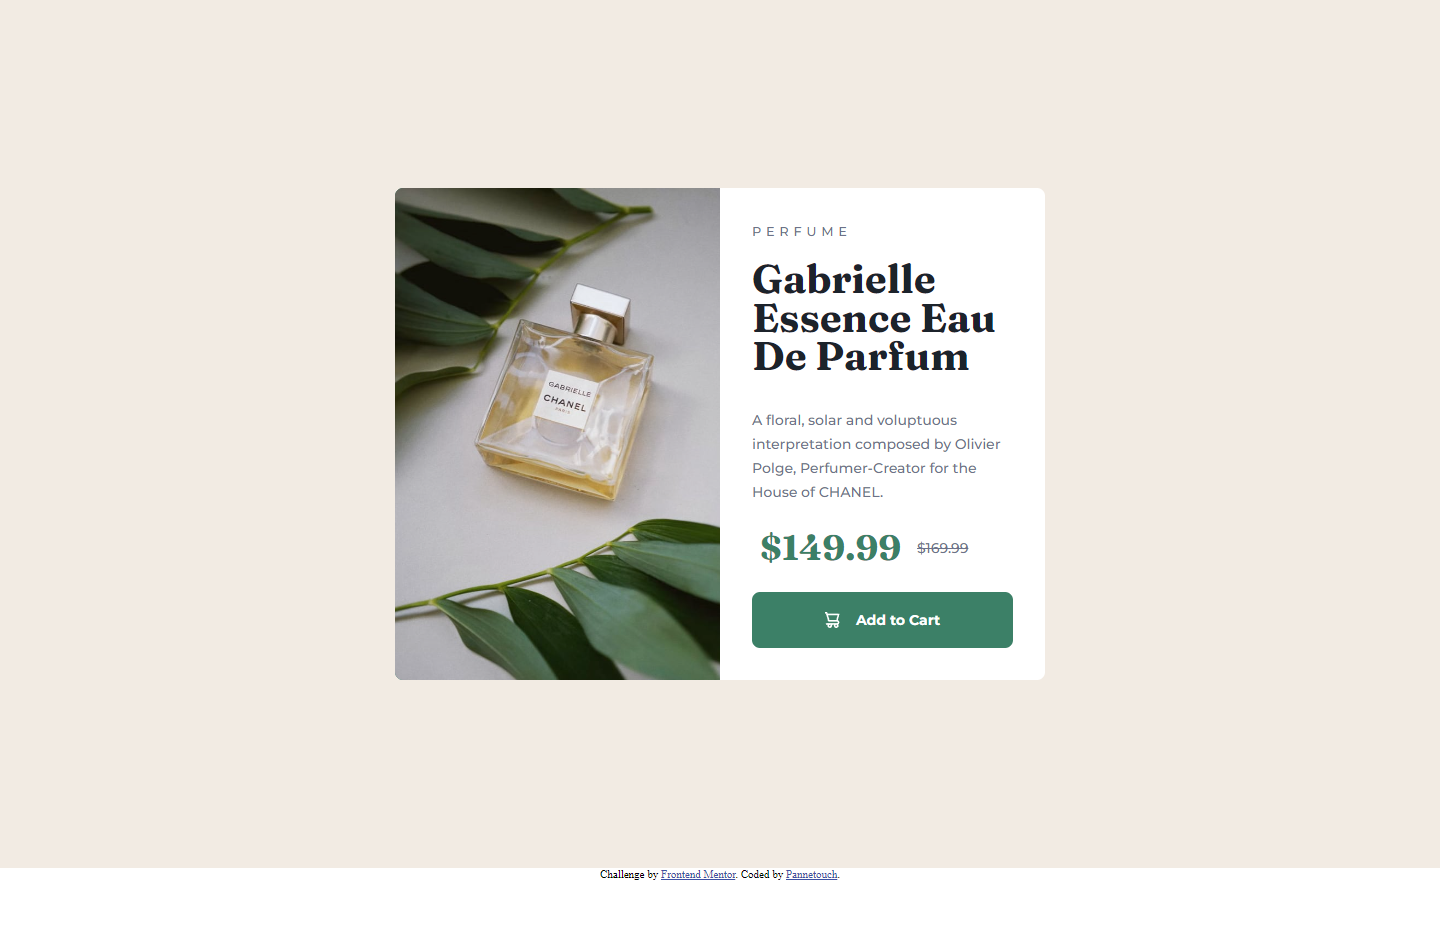 GABRIELLE
CHANEL
PARIS
PERFUME
Gabrielle
Essence Eau
De Parfum
A floral, solar and voluptuous
interpretation composed by Olivier
Polge, Perfumer-Creator for the
House of CHANEL.
$149.99 $169.99
Add to Cart
Challenge by Frontend Mentor. Coded by Pannetouch.